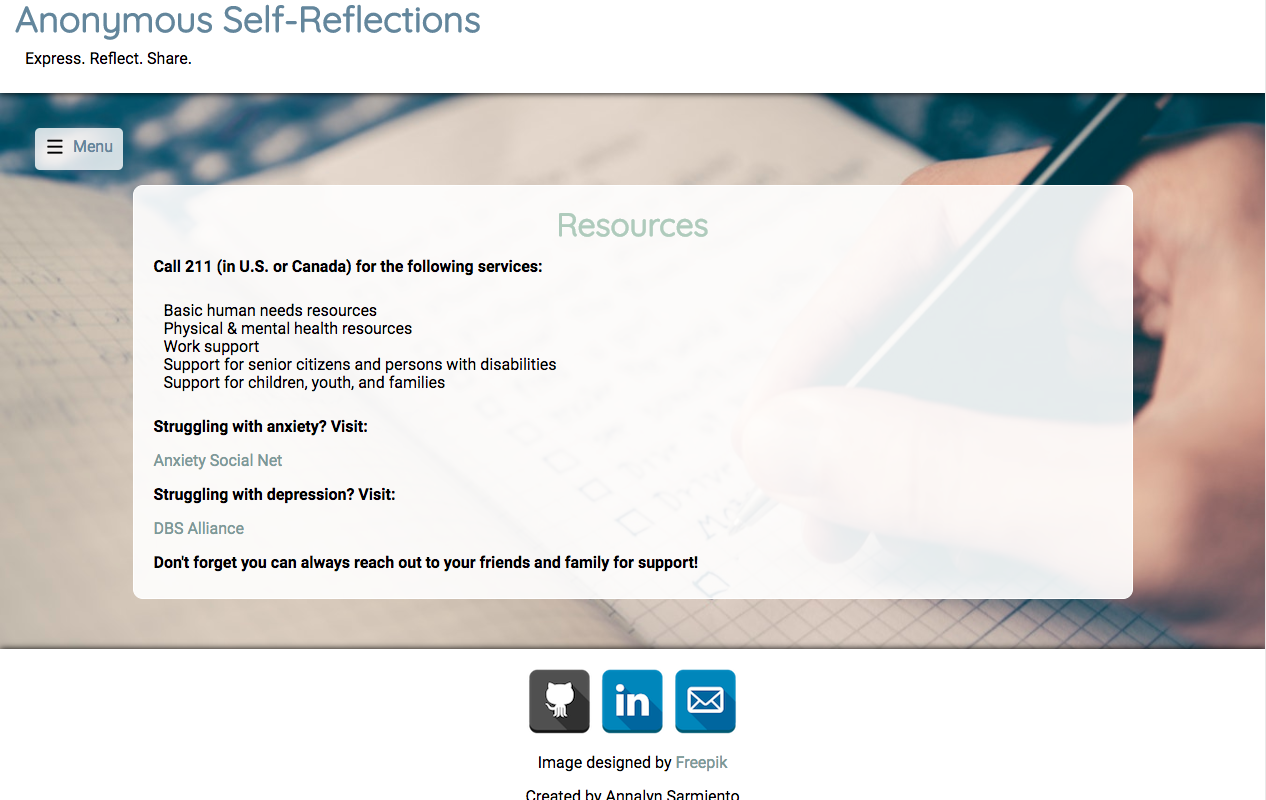 Anonymous Self-Reflections
Express. Reflect. Share.
☰ Menu
Resources
Call 211 (in U.S. or Canada) for the following services:
Basic human needs resources
Physical & mental health resources
Work support
Support for senior citizens and persons with disabilities
Support for children, youth, and families
Struggling with anxiety? Visit:
Anxiety Social Net
Struggling with depression? Visit:
DBS Alliance
Don't forget you can always reach out to your friends and family for support!
in
Image designed by Freepik
Created by Annalyn Sarmiento